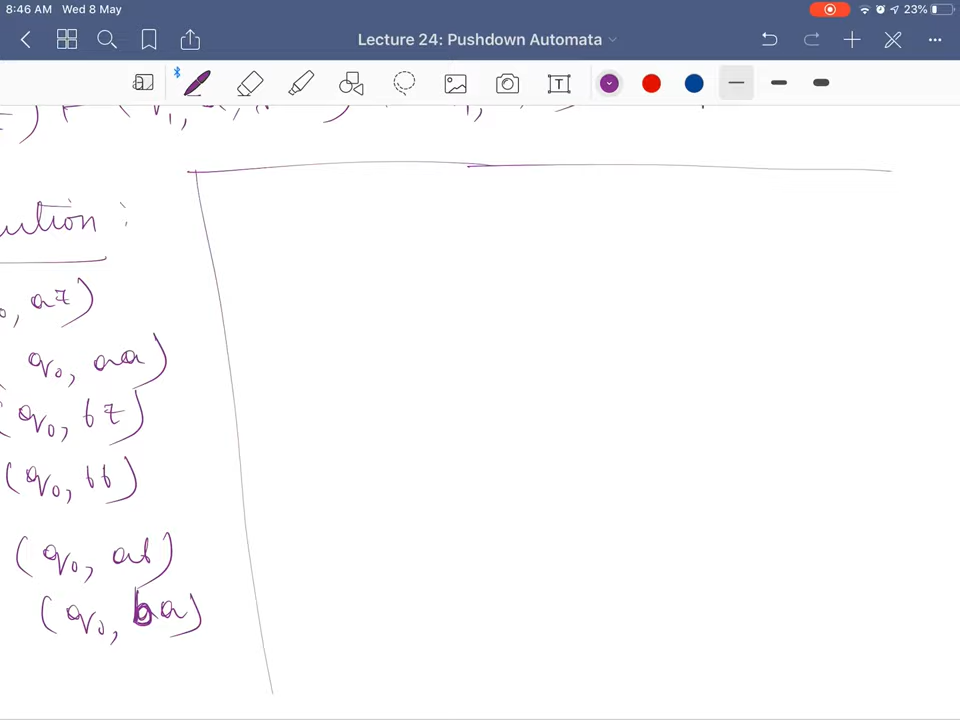 8:46 AM Wed 8 May 23%
Lecture 24: Pushdown Automata
T
ution :
, az)
q₀, aa)
(q₀, bz)
(q₀, bb)
(q₀, ab)
(q₀, ba)